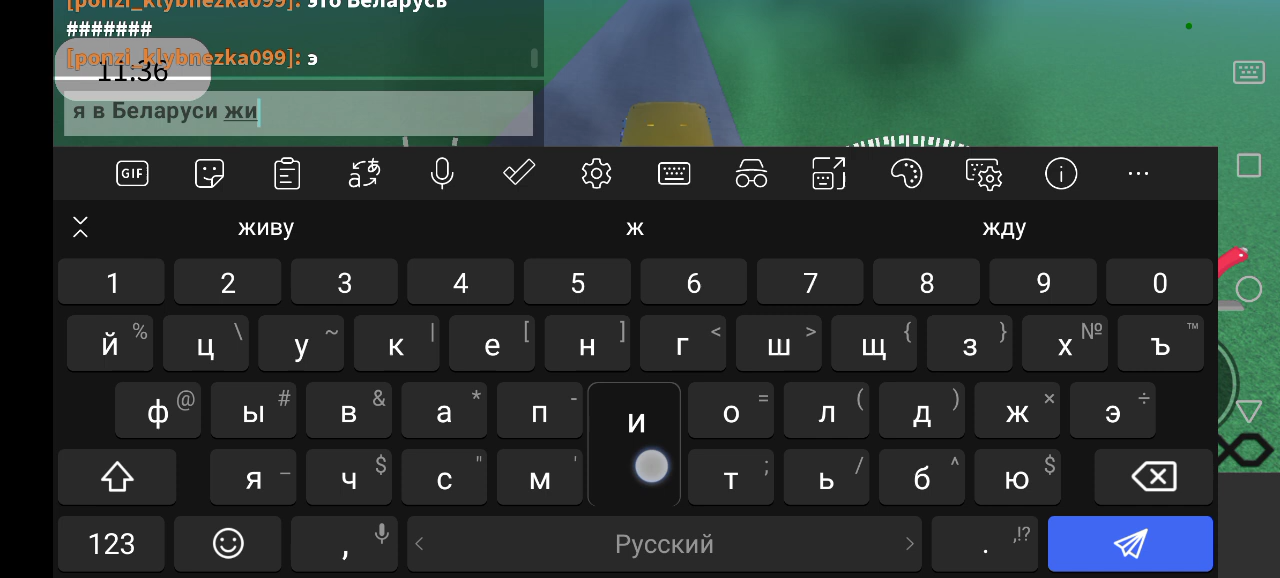 [ponzi_klybnezka099]: это Беларусь
#######
[ponzi_klybnezka099]: э
11:36
я в Беларуси жи
GIF
живу ж жду
1 2 3 4 5 6 7 8 9 0
й % ц \ у ~ к | е [ н ] г < ш > щ { з } х № ъ ™
ф @ ы # в & а * п - о = л ( д ) ж × э ÷
и
я _ ч $ с " м ' т ; ь / б ^ ю $
123 , < Русский > . ,!?